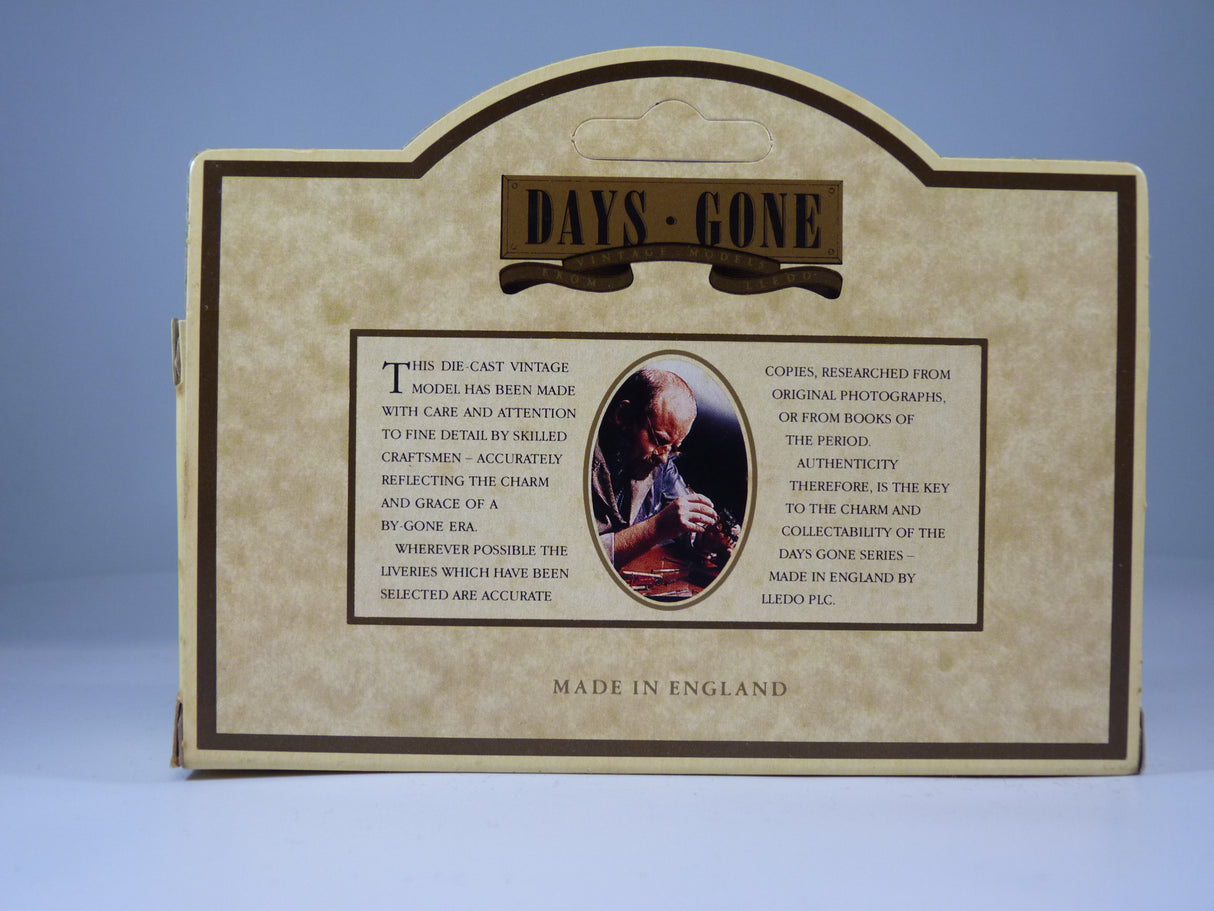 DAYS · GONE
VINTAGE MODELS
FROM LLEDO
THIS DIE-CAST VINTAGE
MODEL HAS BEEN MADE
WITH CARE AND ATTENTION
TO FINE DETAIL BY SKILLED
CRAFTSMEN – ACCURATELY
REFLECTING THE CHARM
AND GRACE OF A
BY-GONE ERA.
WHEREVER POSSIBLE THE
LIVERIES WHICH HAVE BEEN
SELECTED ARE ACCURATE
COPIES, RESEARCHED FROM
ORIGINAL PHOTOGRAPHS,
OR FROM BOOKS OF
THE PERIOD.
AUTHENTICITY
THEREFORE, IS THE KEY
TO THE CHARM AND
COLLECTABILITY OF THE
DAYS GONE SERIES –
MADE IN ENGLAND BY
LLEDO PLC.
MADE IN ENGLAND